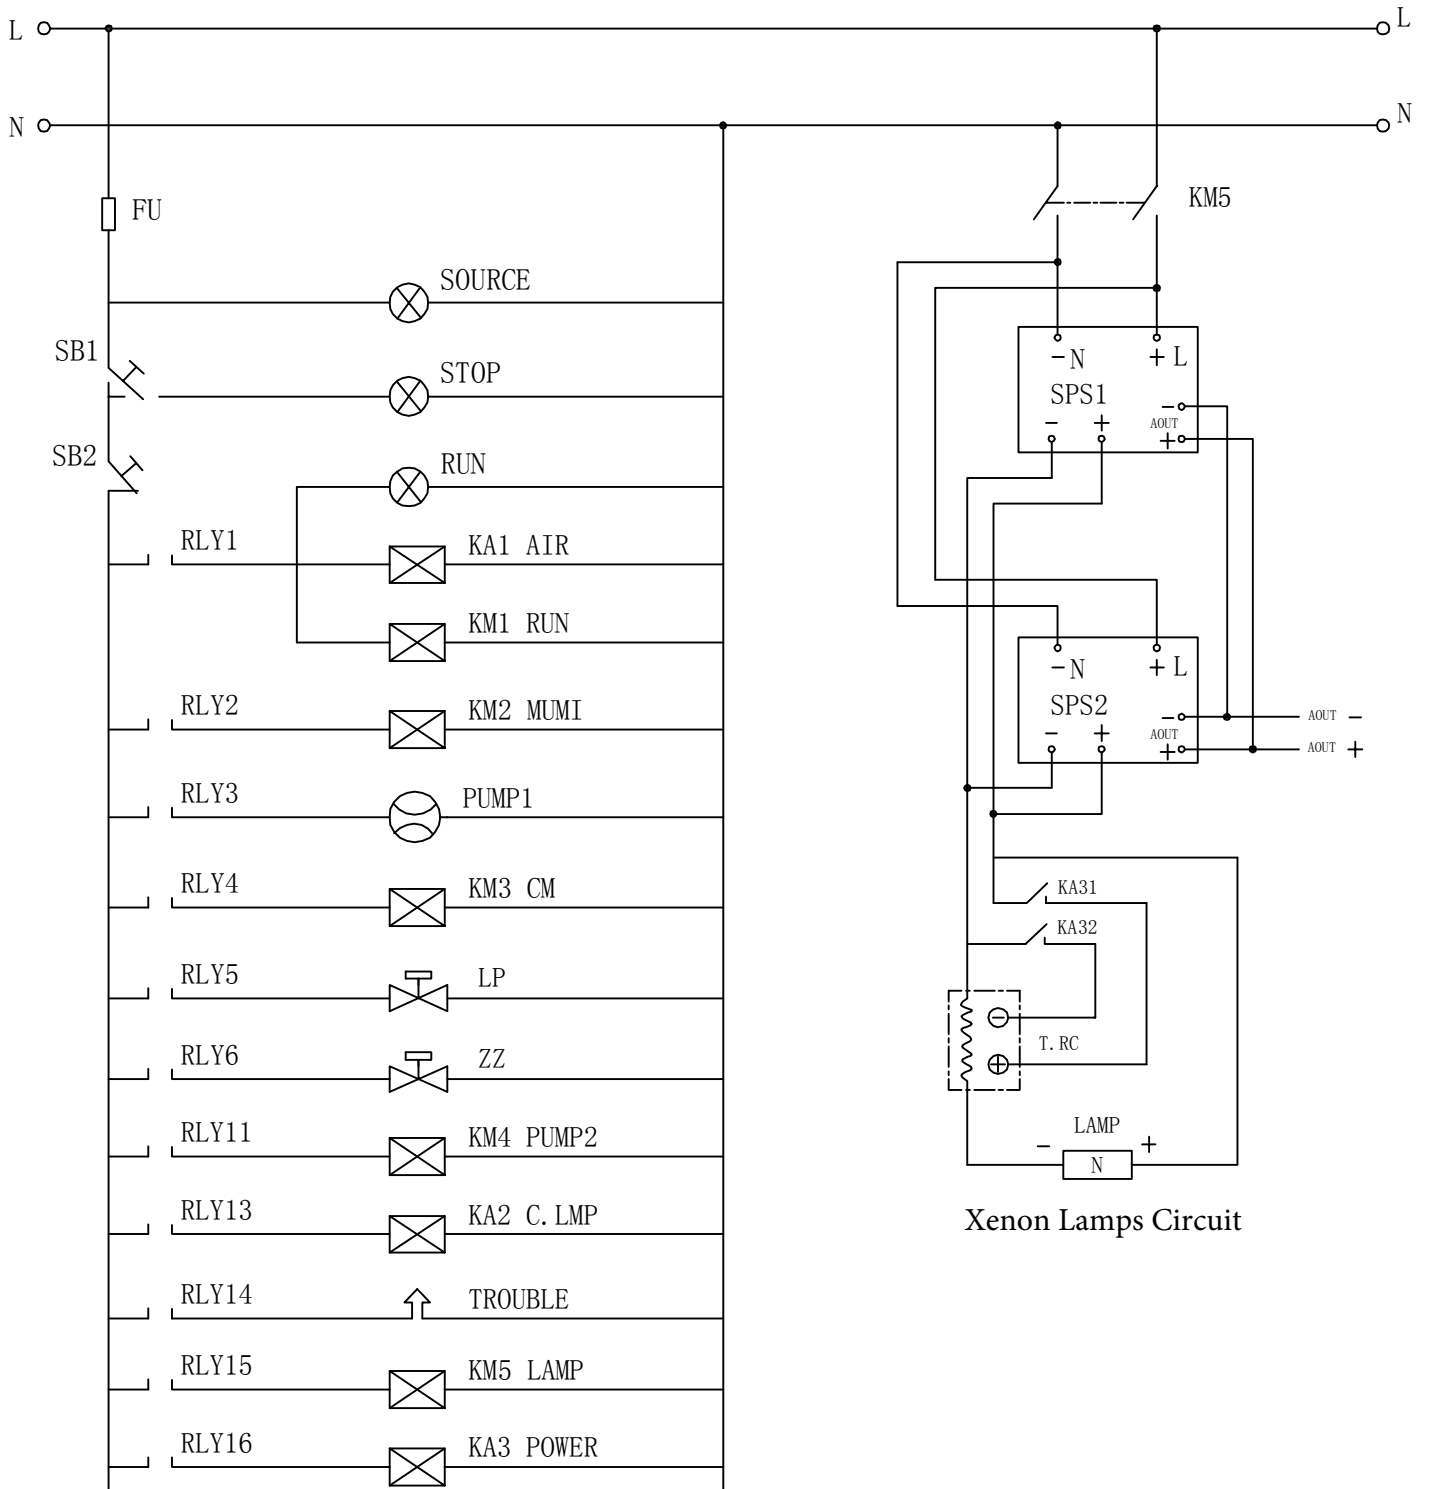 L
L
N
N
FU
KM5
SOURCE
SB1
STOP
SB2
RUN
RLY1
KA1 AIR
KM1 RUN
RLY2
KM2 MUMI
RLY3
PUMP1
RLY4
KM3 CM
RLY5
LP
RLY6
ZZ
RLY11
KM4 PUMP2
RLY13
KA2 C.LMP
RLY14
TROUBLE
RLY15
KM5 LAMP
RLY16
KA3 POWER
-N
+L
SPS1
-
+
-
AOUT
+
-N
+L
SPS2
-
+
-
AOUT
+
AOUT -
AOUT +
KA31
KA32
-
+
T.RC
LAMP
-
+
N
Xenon Lamps Circuit